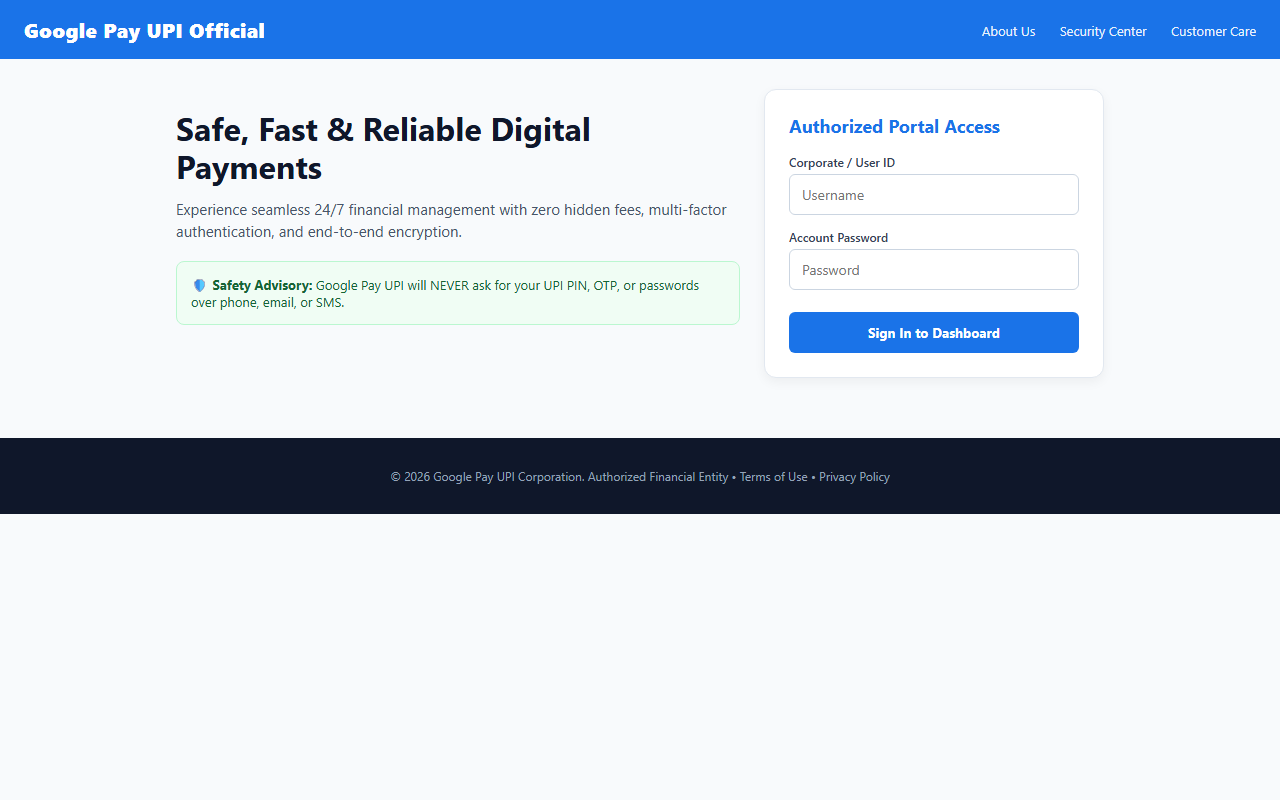 Google Pay UPI Official
About Us
Security Center
Customer Care
Safe, Fast & Reliable Digital
Payments
Experience seamless 24/7 financial management with zero hidden fees, multi-factor
authentication, and end-to-end encryption.
Safety Advisory: Google Pay UPI will NEVER ask for your UPI PIN, OTP, or passwords
over phone, email, or SMS.
Authorized Portal Access
Corporate / User ID
Username
Account Password
Password
Sign In to Dashboard
© 2026 Google Pay UPI Corporation. Authorized Financial Entity • Terms of Use • Privacy Policy